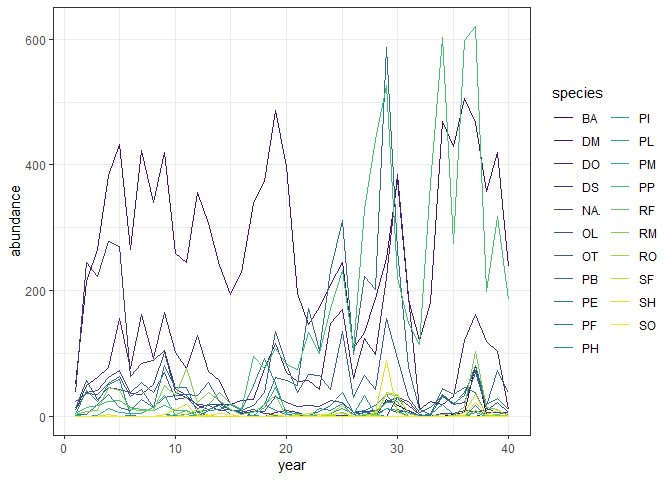 600
400
200
0
abundance
0
10
20
30
40
year
species
BA
DM
DO
DS
NA.
OL
OT
PB
PE
PF
PH
PI
PL
PM
PP
RF
RM
RO
SF
SH
SO